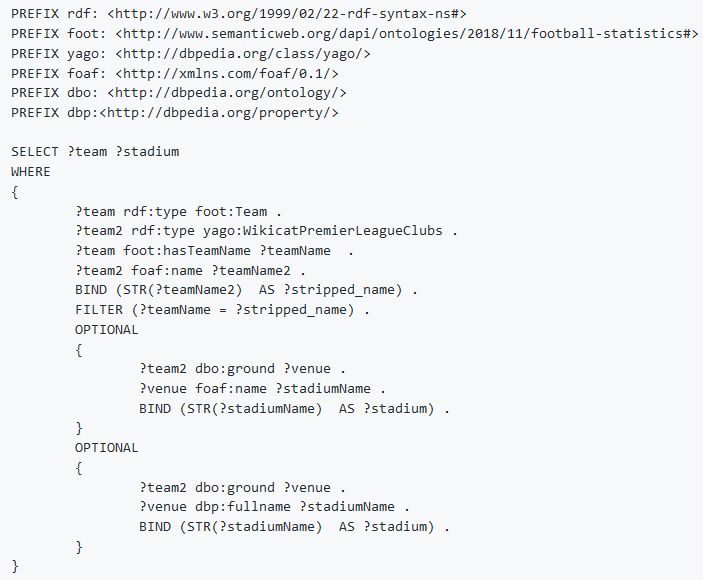 PREFIX rdf: <http://www.w3.org/1999/02/22-rdf-syntax-ns#>
PREFIX foot: <http://www.semanticweb.org/dapi/ontologies/2018/11/football-statistics#>
PREFIX yago: <http://dbpedia.org/class/yago/>
PREFIX foaf: <http://xmlns.com/foaf/0.1/>
PREFIX dbo: <http://dbpedia.org/ontology/>
PREFIX dbp:<http://dbpedia.org/property/>

SELECT ?team ?stadium
WHERE
{
        ?team rdf:type foot:Team .
        ?team2 rdf:type yago:WikicatPremierLeagueClubs .
        ?team foot:hasTeamName ?teamName  .
        ?team2 foaf:name ?teamName2 .
        BIND (STR(?teamName2)  AS ?stripped_name) .
        FILTER (?teamName = ?stripped_name) .
        OPTIONAL
        {
                ?team2 dbo:ground ?venue .
                ?venue foaf:name ?stadiumName .
                BIND (STR(?stadiumName)  AS ?stadium) .
        }
        OPTIONAL
        {
                ?team2 dbo:ground ?venue .
                ?venue dbp:fullname ?stadiumName .
                BIND (STR(?stadiumName)  AS ?stadium) .
        }
}